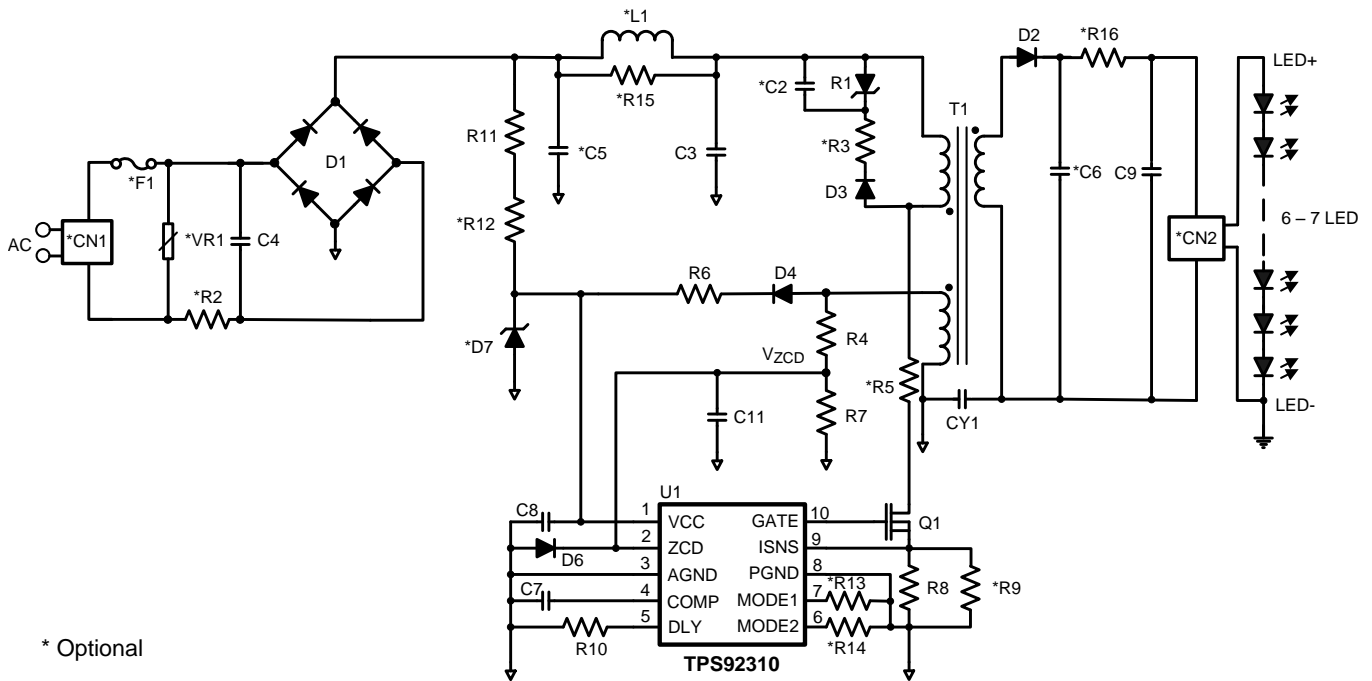 *L1
D2
*R16
LED+
*R15
*C2
R1
T1
R11
*C5
C3
*R3
D3
*C6
C9
D1
*F1
*R12
6 – 7 LED
AC
*CN1
*VR1
C4
*CN2
*R2
R6
D4
*D7
R4
VZCD
*R5
C11
R7
CY1
LED-
U1
C8
1
VCC
GATE
10
Q1
D6
2
ZCD
ISNS
9
3
AGND
PGND
8
R8
*R9
C7
4
COMP
MODE1
7
*R13
R10
5
DLY
MODE2
6
*R14
* Optional
TPS92310